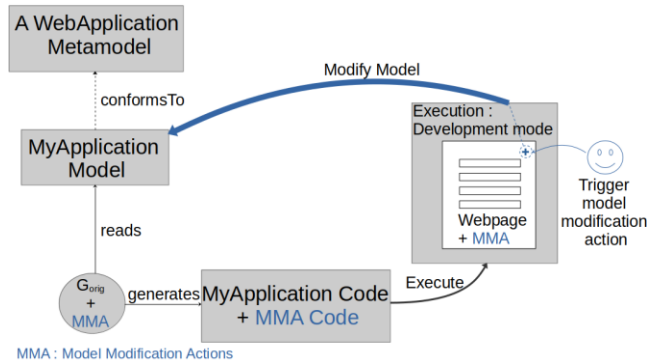 A WebApplication
Metamodel
Modify Model
conformsTo
Execution :
Development mode
MyApplication
Model
Webpage
+ MMA
Trigger
model
modification
action
reads
Gorig
+
MMA
generates
MyApplication Code
+ MMA Code
Execute
MMA : Model Modification Actions